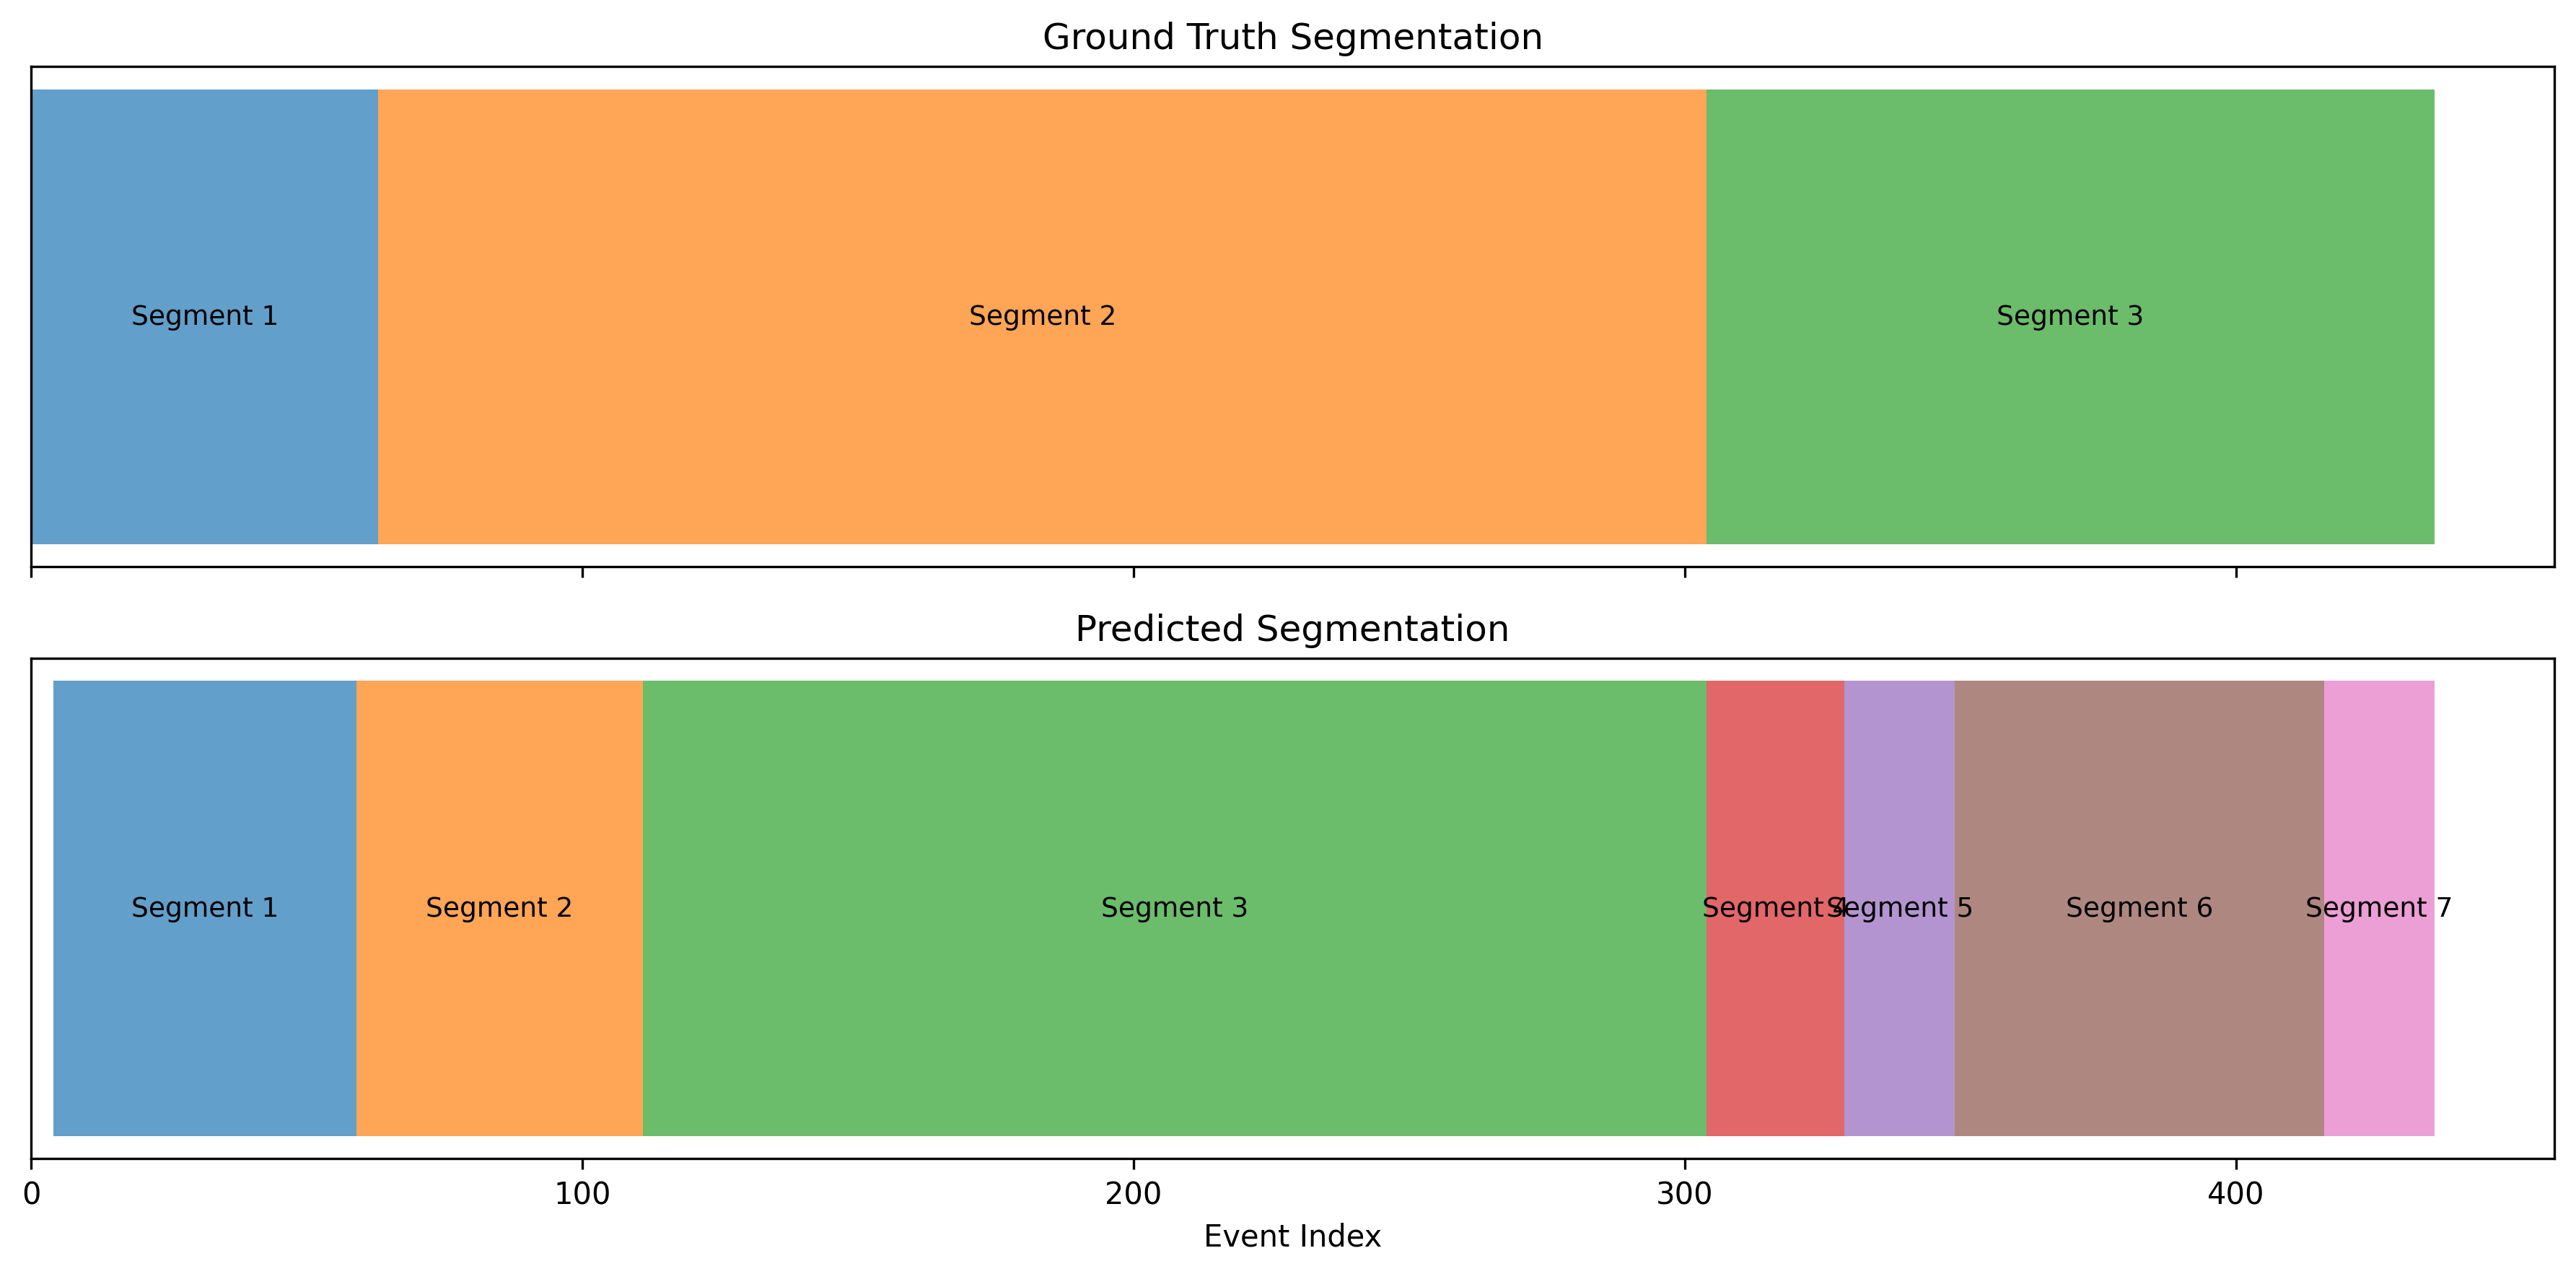 Ground Truth Segmentation
Segment 1 Segment 2 Segment 3
Predicted Segmentation
Segment 1 Segment 2 Segment 3 Segment 4 Segment 5 Segment 6 Segment 7
0 100 200 300 400
Event Index